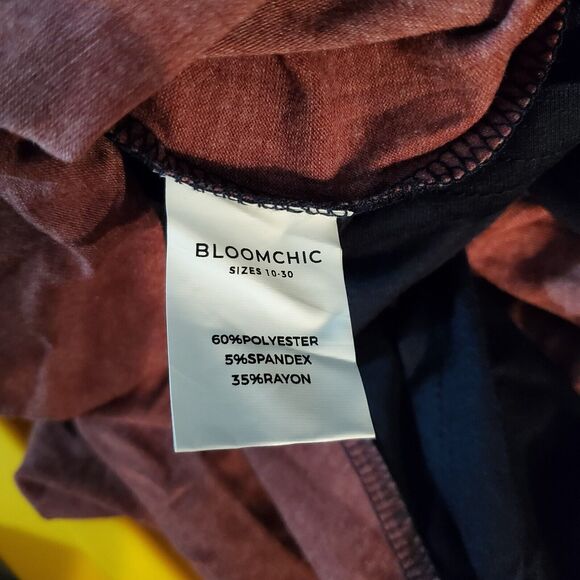 BLOOMCHIC
SIZES 10-30
60%POLYESTER
5%SPANDEX
35%RAYON